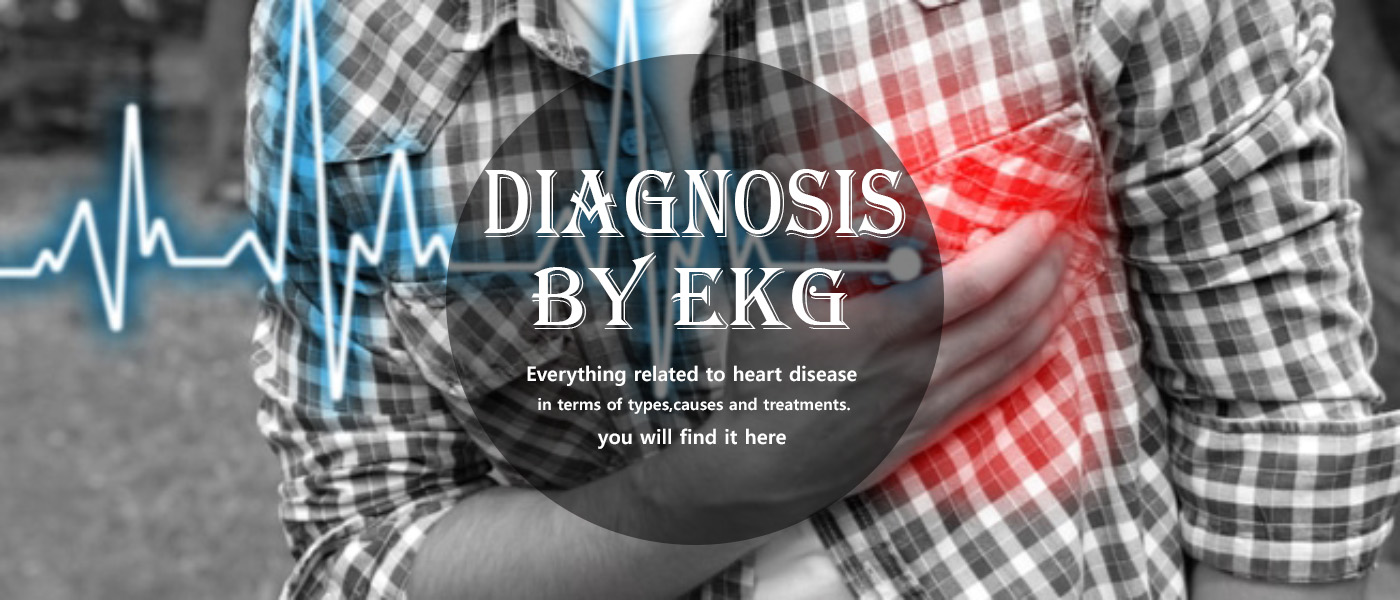 DIAGNOSIS
BY EKG
Everything related to heart disease
in terms of types,causes and treatments.
you will find it here